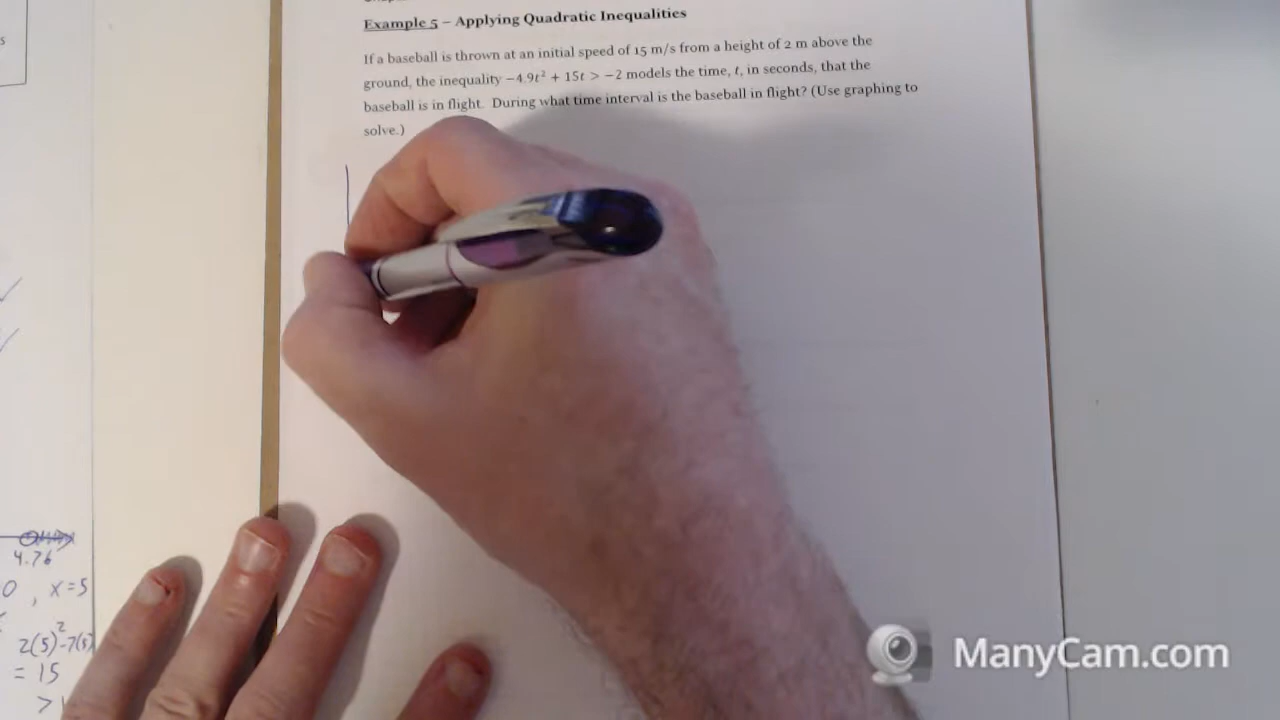 Example 5 – Applying Quadratic Inequalities
If a baseball is thrown at an initial speed of 15 m/s from a height of 2 m above the
ground, the inequality −4.9t² + 15t > −2 models the time, t, in seconds, that the
baseball is in flight. During what time interval is the baseball in flight? (Use graphing to
solve.)
s
4.76
0 , x=5
2(5)²-7(5)
= 15
>
ManyCam.com